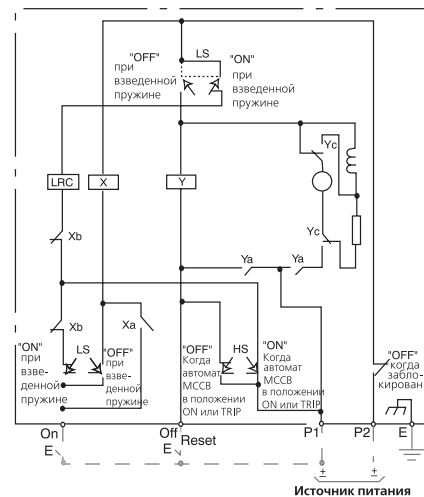 "OFF"
при
взведенной
пружине
LS
"ON"
при
взведенной
пружине
Yc
LRC
X
Y
Yc
Xb
Ya
Ya
Xb
Xa
"ON"
при
взве-
денной
пружине
LS
"OFF"
при
взве-
денной
пружине
"OFF"
Когда
автомат
MCCB
в положении
ON или TRIP
HS
"ON"
Когда
автомат
MCCB
в положении
ON или TRIP
"OFF"
когда
забло-
кирован
On
Off
Reset
P1
P2
E
E
E
±
±
Источник питания